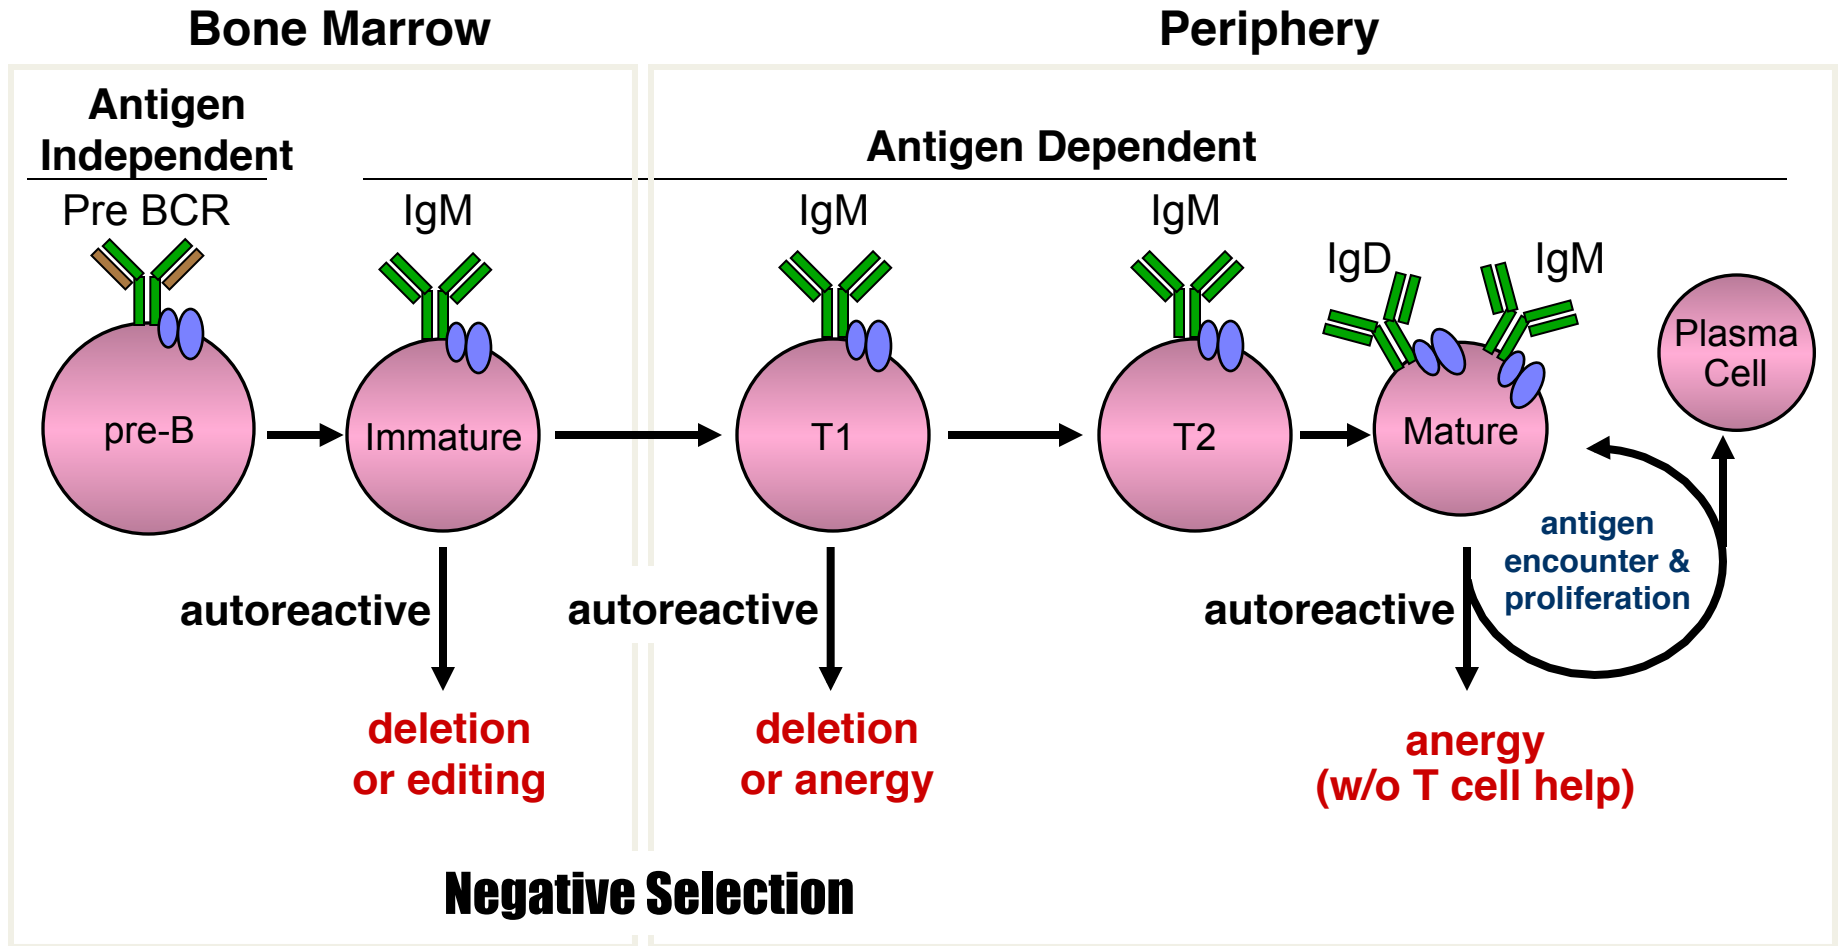 Bone Marrow
Periphery
Antigen
Independent
Antigen Dependent
Pre BCR
IgM
IgM
IgM
IgD
IgM
pre-B
Immature
T1
T2
Mature
Plasma
Cell
antigen
encounter &
proliferation
autoreactive
autoreactive
autoreactive
deletion
or editing
deletion
or anergy
anergy
(w/o T cell help)
Negative Selection